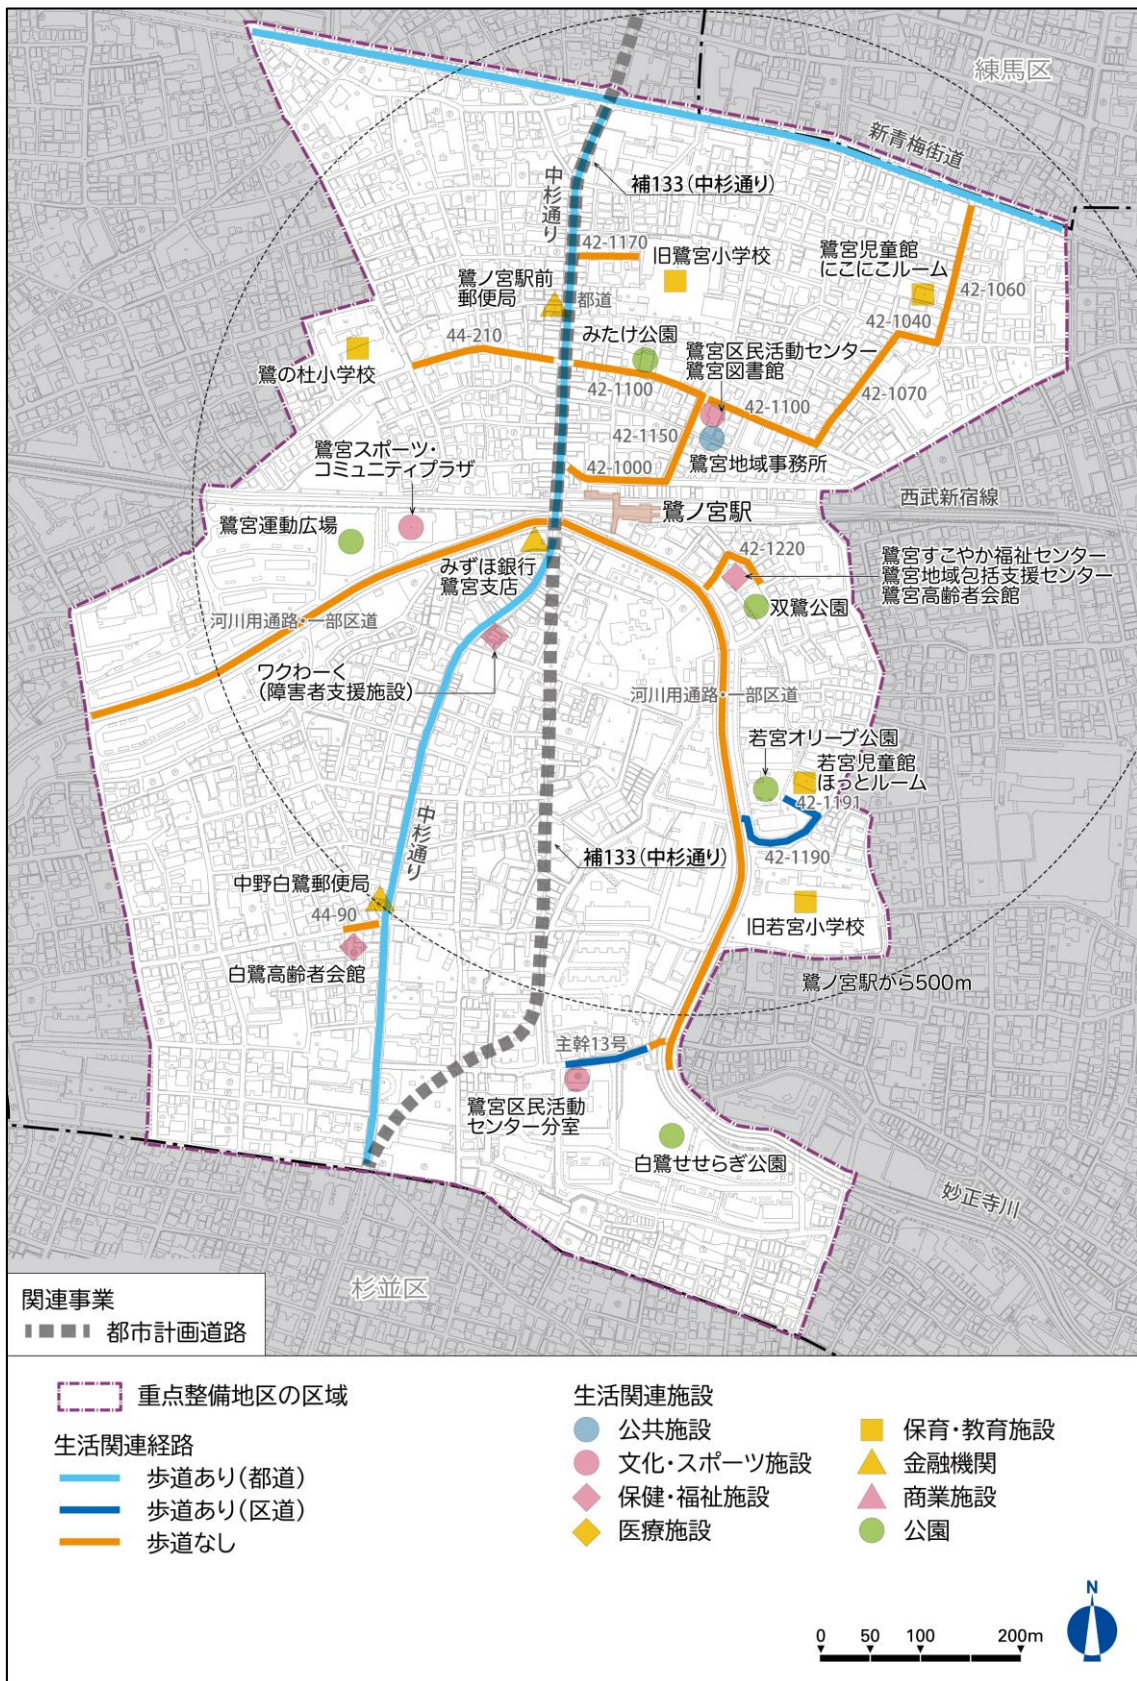 練馬区
新青梅街道
中杉通り
補133(中杉通り)
42-1170
旧鷺宮小学校
鷺宮児童館
にこにこルーム
鷺ノ宮駅前
郵便局
都道
42-1060
44-210
みたけ公園
42-1040
鷺宮区民活動センター
鷺宮図書館
鷺の杜小学校
42-1100
42-1100
42-1070
42-1150
鷺宮スポーツ・
コミュニティプラザ
42-1000
鷺宮地域事務所
西武新宿線
鷺ノ宮駅
鷺宮運動広場
42-1220
鷺宮すこやか福祉センター
鷺宮地域包括支援センター
鷺宮高齢者会館
みずほ銀行
鷺宮支店
双鷺公園
河川用通路・一部区道
ワクわーく
(障害者支援施設)
河川用通路・一部区道
若宮オリーブ公園
若宮児童館
ほっとルーム
42-1191
中杉通り
42-1190
補133(中杉通り)
中野白鷺郵便局
44-90
旧若宮小学校
白鷺高齢者会館
鷺ノ宮駅から500m
主幹13号
鷺宮区民活動
センター分室
白鷺せせらぎ公園
妙正寺川
杉並区
関連事業
都市計画道路
重点整備地区の区域
生活関連経路
歩道あり(都道)
歩道あり(区道)
歩道なし
生活関連施設
公共施設
文化・スポーツ施設
保健・福祉施設
医療施設
保育・教育施設
金融機関
商業施設
公園
N
0 50 100 200m